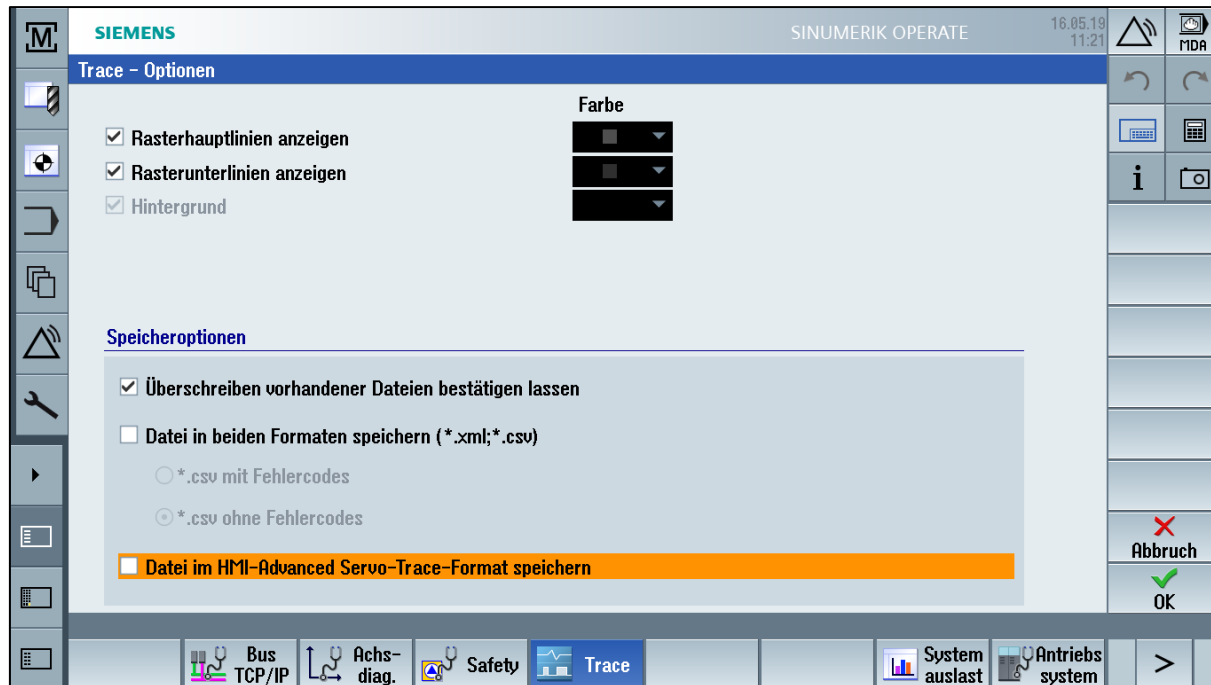 M
SIEMENS
SINUMERIK OPERATE
16.05.19
11:21
MDA
Trace - Optionen
Farbe
Rasterhauptlinien anzeigen
Rasterunterlinien anzeigen
Hintergrund
i
Speicheroptionen
Überschreiben vorhandener Dateien bestätigen lassen
Datei in beiden Formaten speichern (*.xml;*.csv)
*.csv mit Fehlercodes
*.csv ohne Fehlercodes
Datei im HMI-Advanced Servo-Trace-Format speichern
Abbruch
OK
Bus
TCP/IP
Achs-
diag.
Safety
Trace
System
auslast
Antriebs
system
>